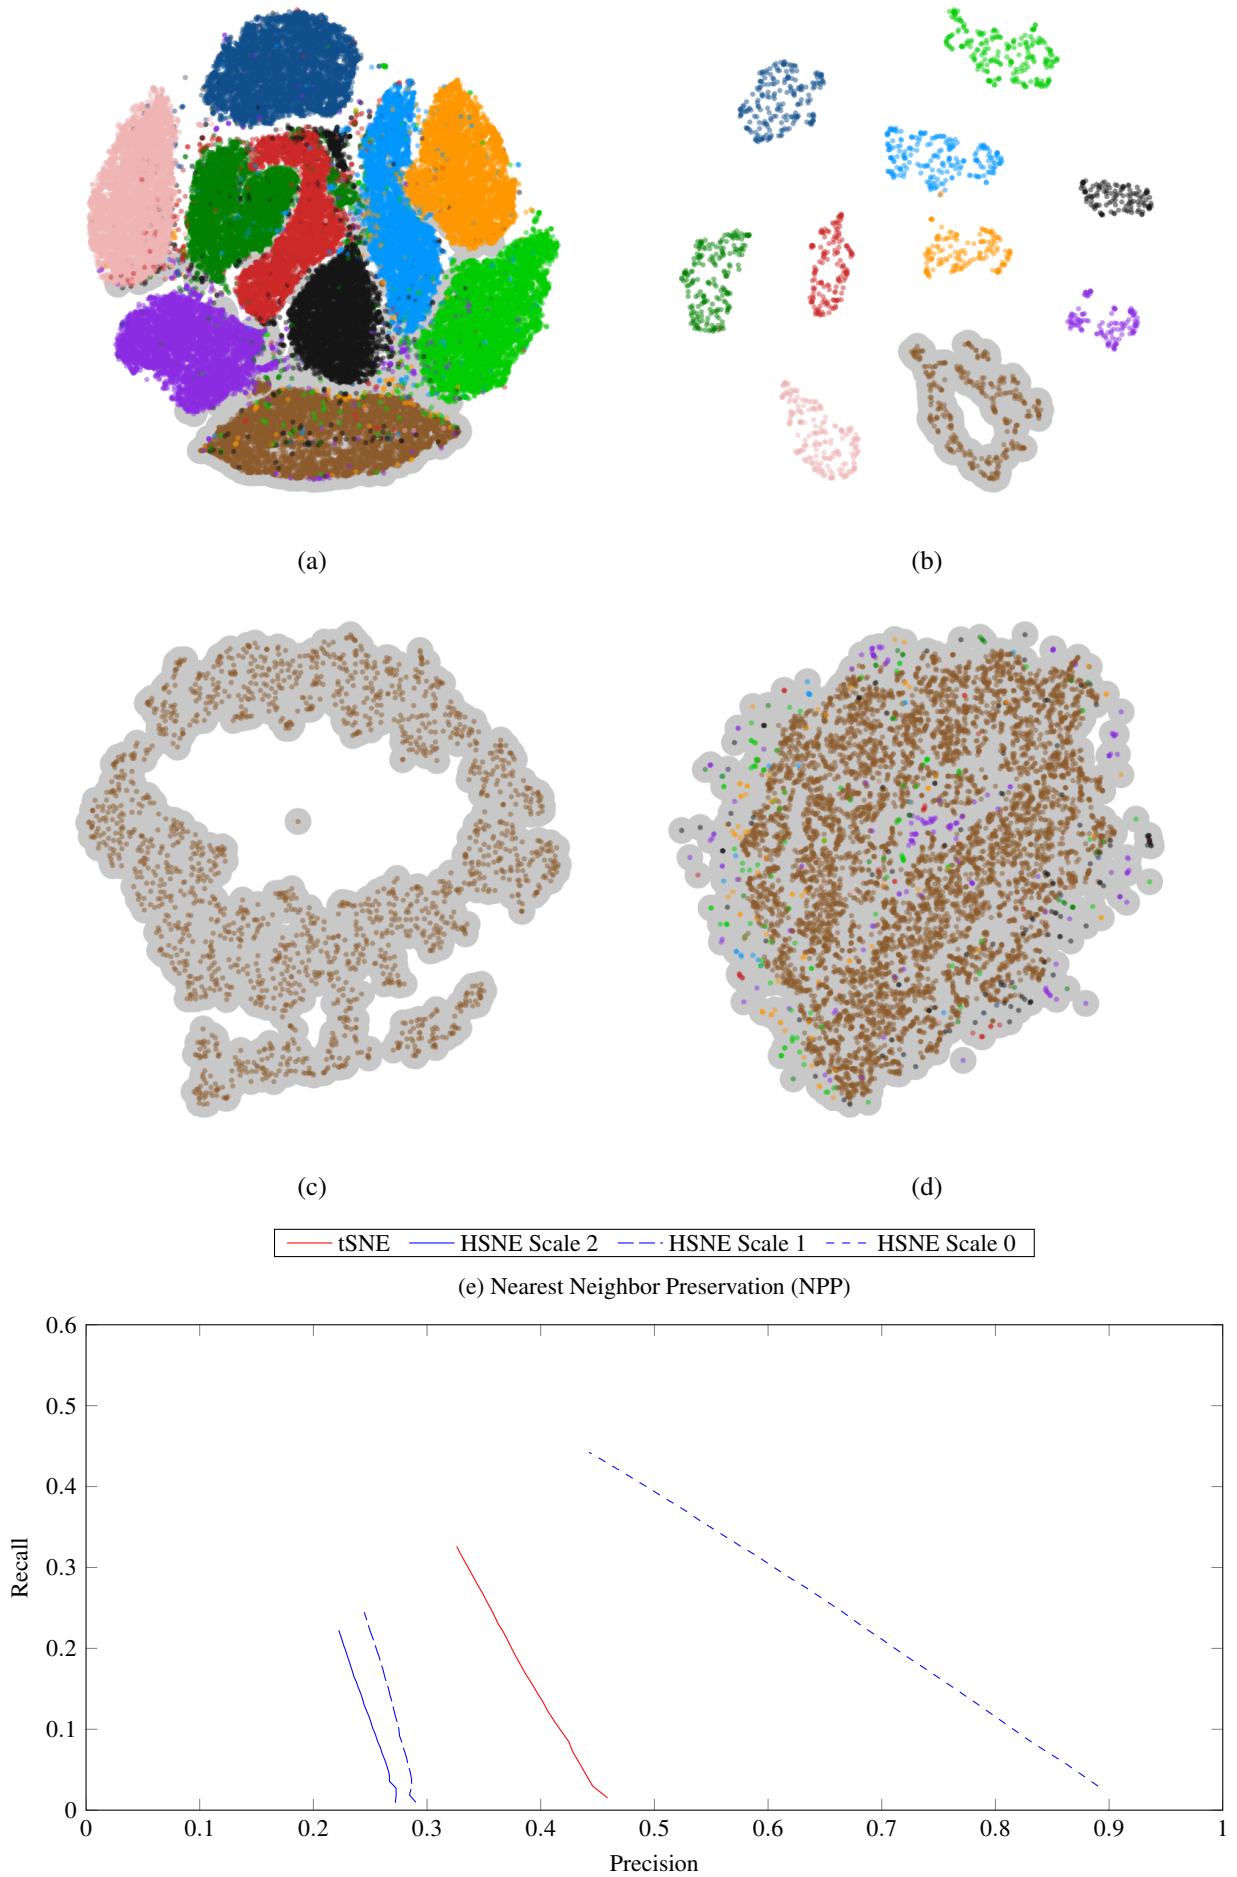 (a)
(b)
(c)
(d)
tSNE HSNE Scale 2 HSNE Scale 1 HSNE Scale 0
(e) Nearest Neighbor Preservation (NPP)
0.6
0.5
0.4
0.3
0.2
0.1
0
Recall
0 0.1 0.2 0.3 0.4 0.5 0.6 0.7 0.8 0.9 1
Precision